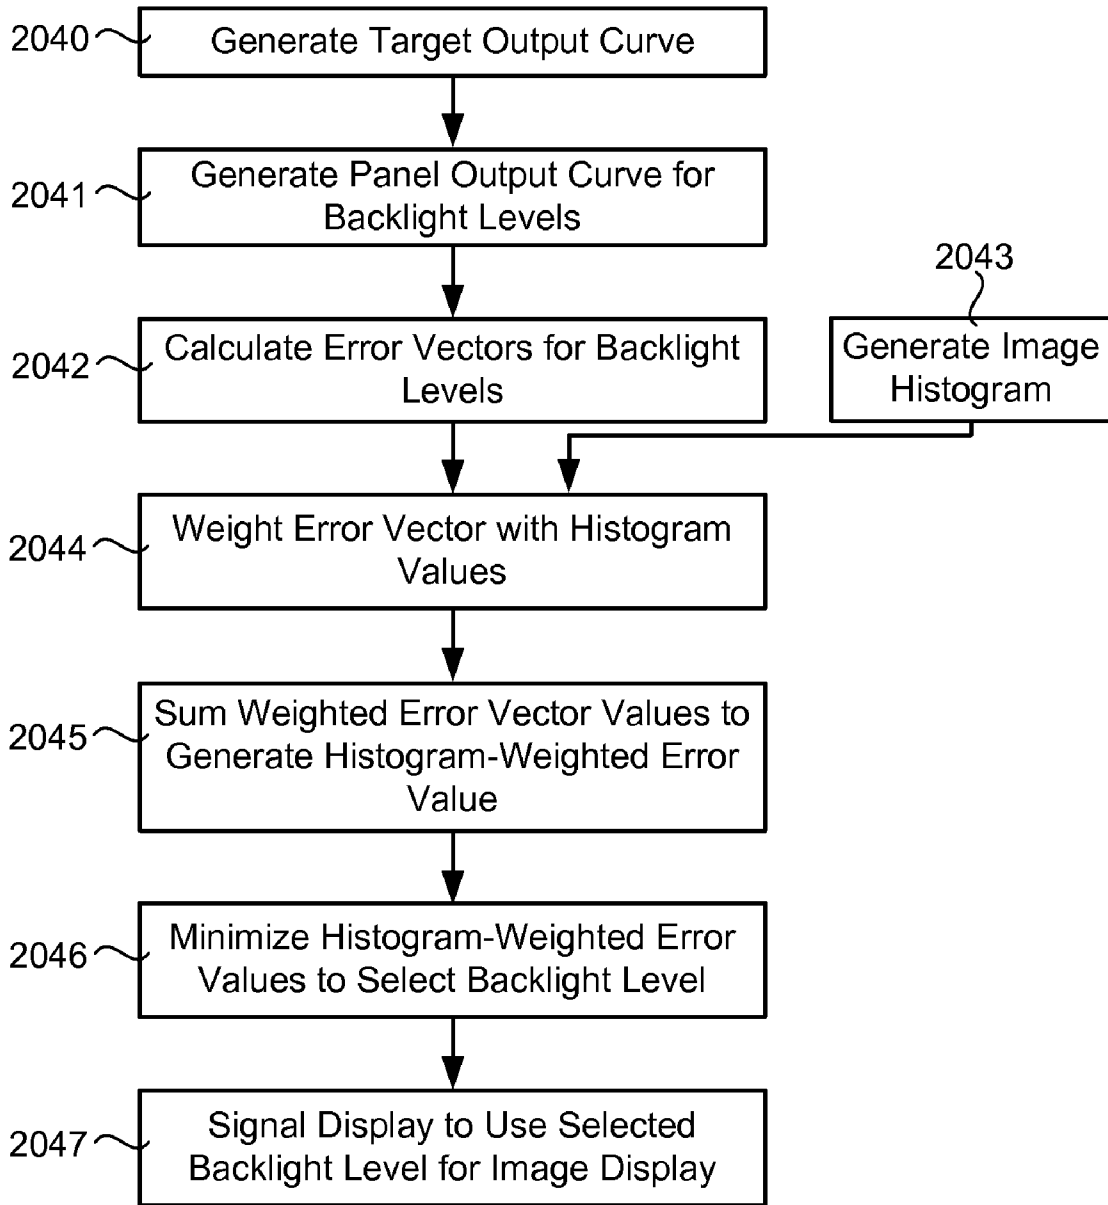 2040
Generate Target Output Curve
2041
Generate Panel Output Curve for
Backlight Levels
2042
Calculate Error Vectors for Backlight
Levels
2043
Generate Image
Histogram
2044
Weight Error Vector with Histogram
Values
2045
Sum Weighted Error Vector Values to
Generate Histogram-Weighted Error
Value
2046
Minimize Histogram-Weighted Error
Values to Select Backlight Level
2047
Signal Display to Use Selected
Backlight Level for Image Display